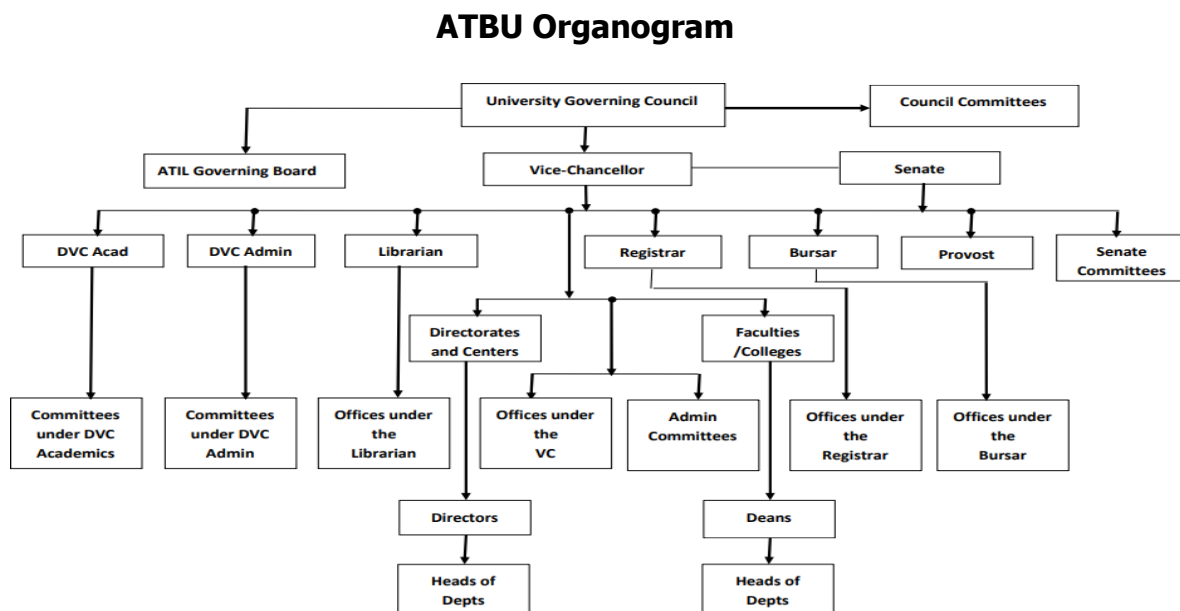 ATBU Organogram
University Governing Council
Council Committees
ATIL Governing Board
Vice-Chancellor
Senate
DVC Acad
DVC Admin
Librarian
Registrar
Bursar
Provost
Senate
Committees
Directorates
and Centers
Faculties
/Colleges
Committees
under DVC
Academics
Committees
under DVC
Admin
Offices under
the
Librarian
Offices under
the
VC
Admin
Committees
Offices under
the
Registrar
Offices under
the
Bursar
Directors
Deans
Heads of
Depts
Heads of
Depts